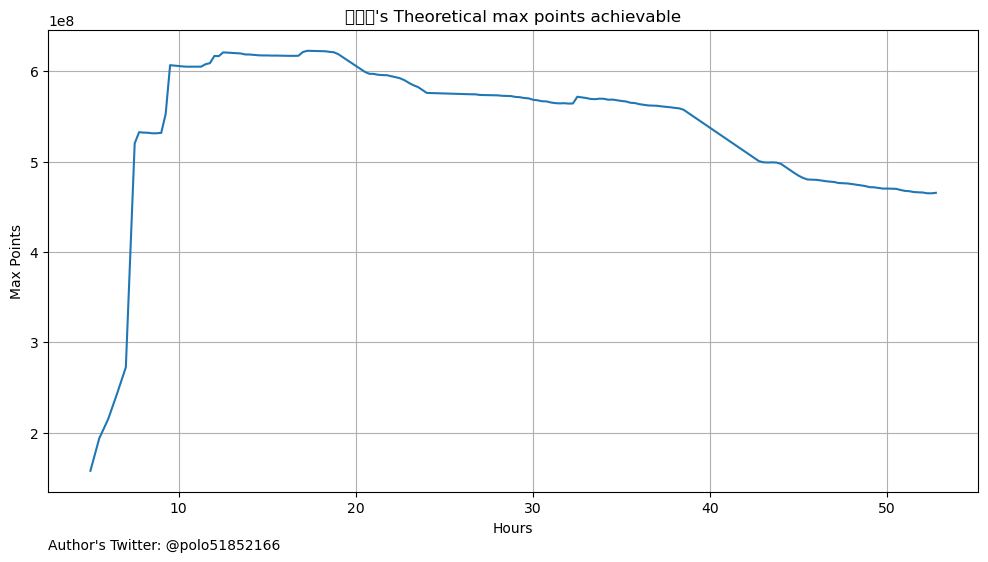 𝗍𝗍𝗍's Theoretical max points achievable
1e8
6
5
4
3
2
Max Points
10
20
30
40
50
Hours
Author's Twitter: @polo51852166